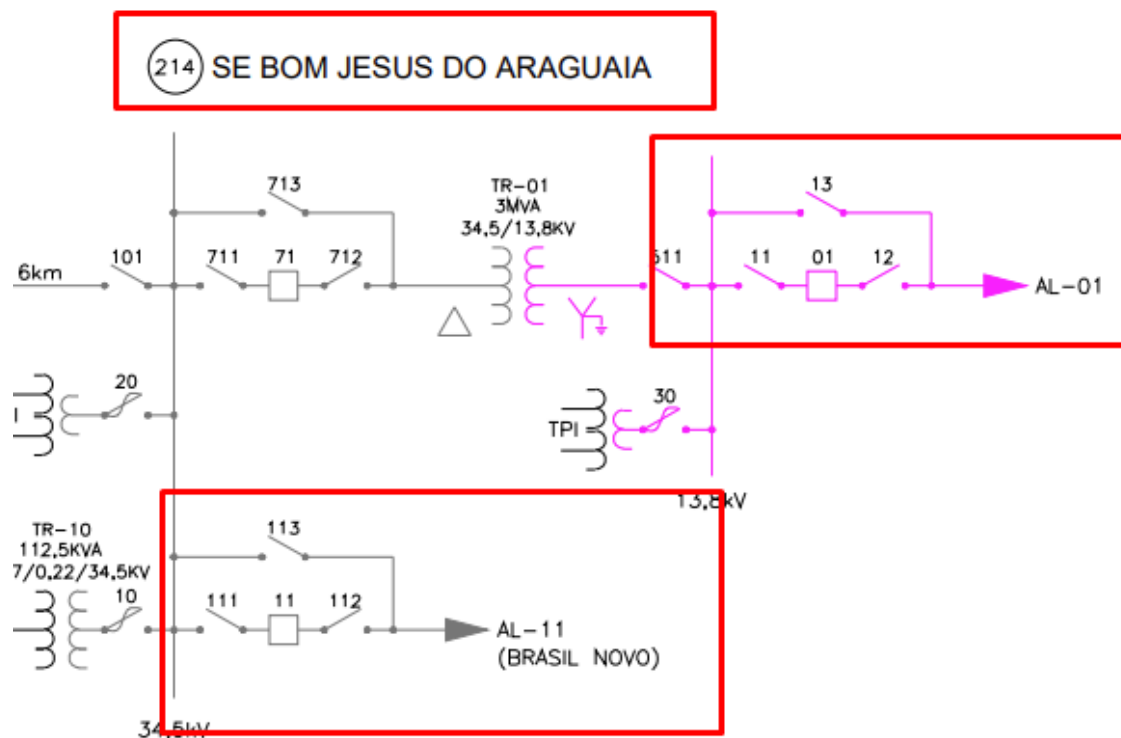 214 SE BOM JESUS DO ARAGUAIA
713
TR-01
3MVA
34,5/13,8KV
13
6km
101
711
71
712
511
11
01
12
AL-01
20
30
TPI
13,8kV
TR-10
112,5KVA
7/0,22/34,5KV
10
113
111
11
112
AL-11
(BRASIL NOVO)
34,5kV